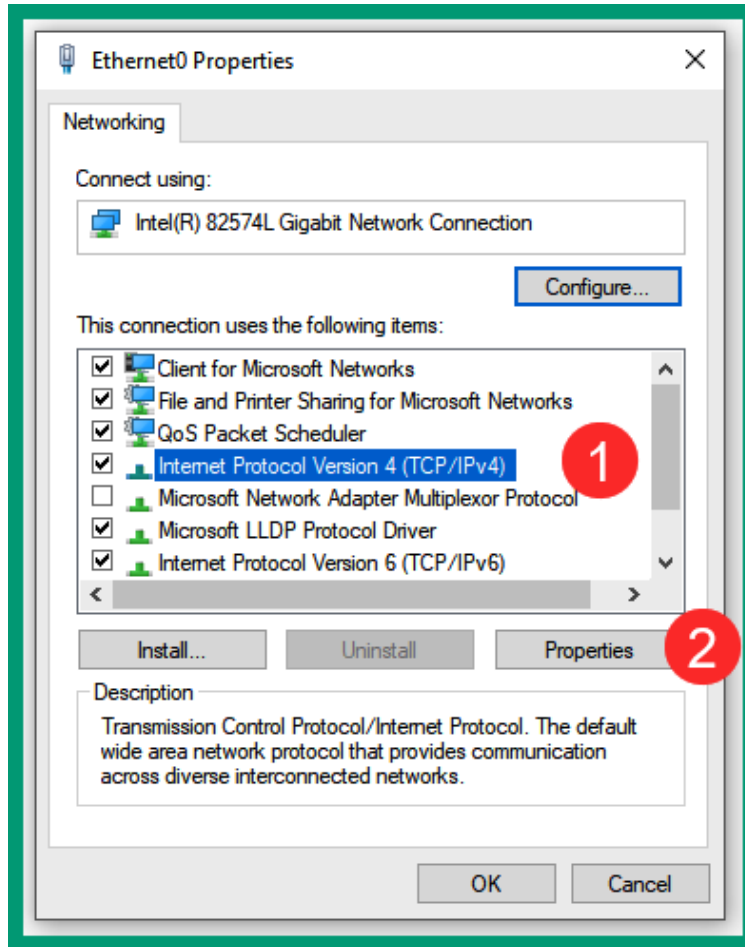 Ethernet0 Properties
Networking
Connect using:
Intel(R) 82574L Gigabit Network Connection
Configure...
This connection uses the following items:
Client for Microsoft Networks
File and Printer Sharing for Microsoft Networks
QoS Packet Scheduler
Internet Protocol Version 4 (TCP/IPv4)
1
Microsoft Network Adapter Multiplexor Protocol
Microsoft LLDP Protocol Driver
Internet Protocol Version 6 (TCP/IPv6)
Install... Uninstall Properties 2
Description
Transmission Control Protocol/Internet Protocol. The default
wide area network protocol that provides communication
across diverse interconnected networks.
OK Cancel